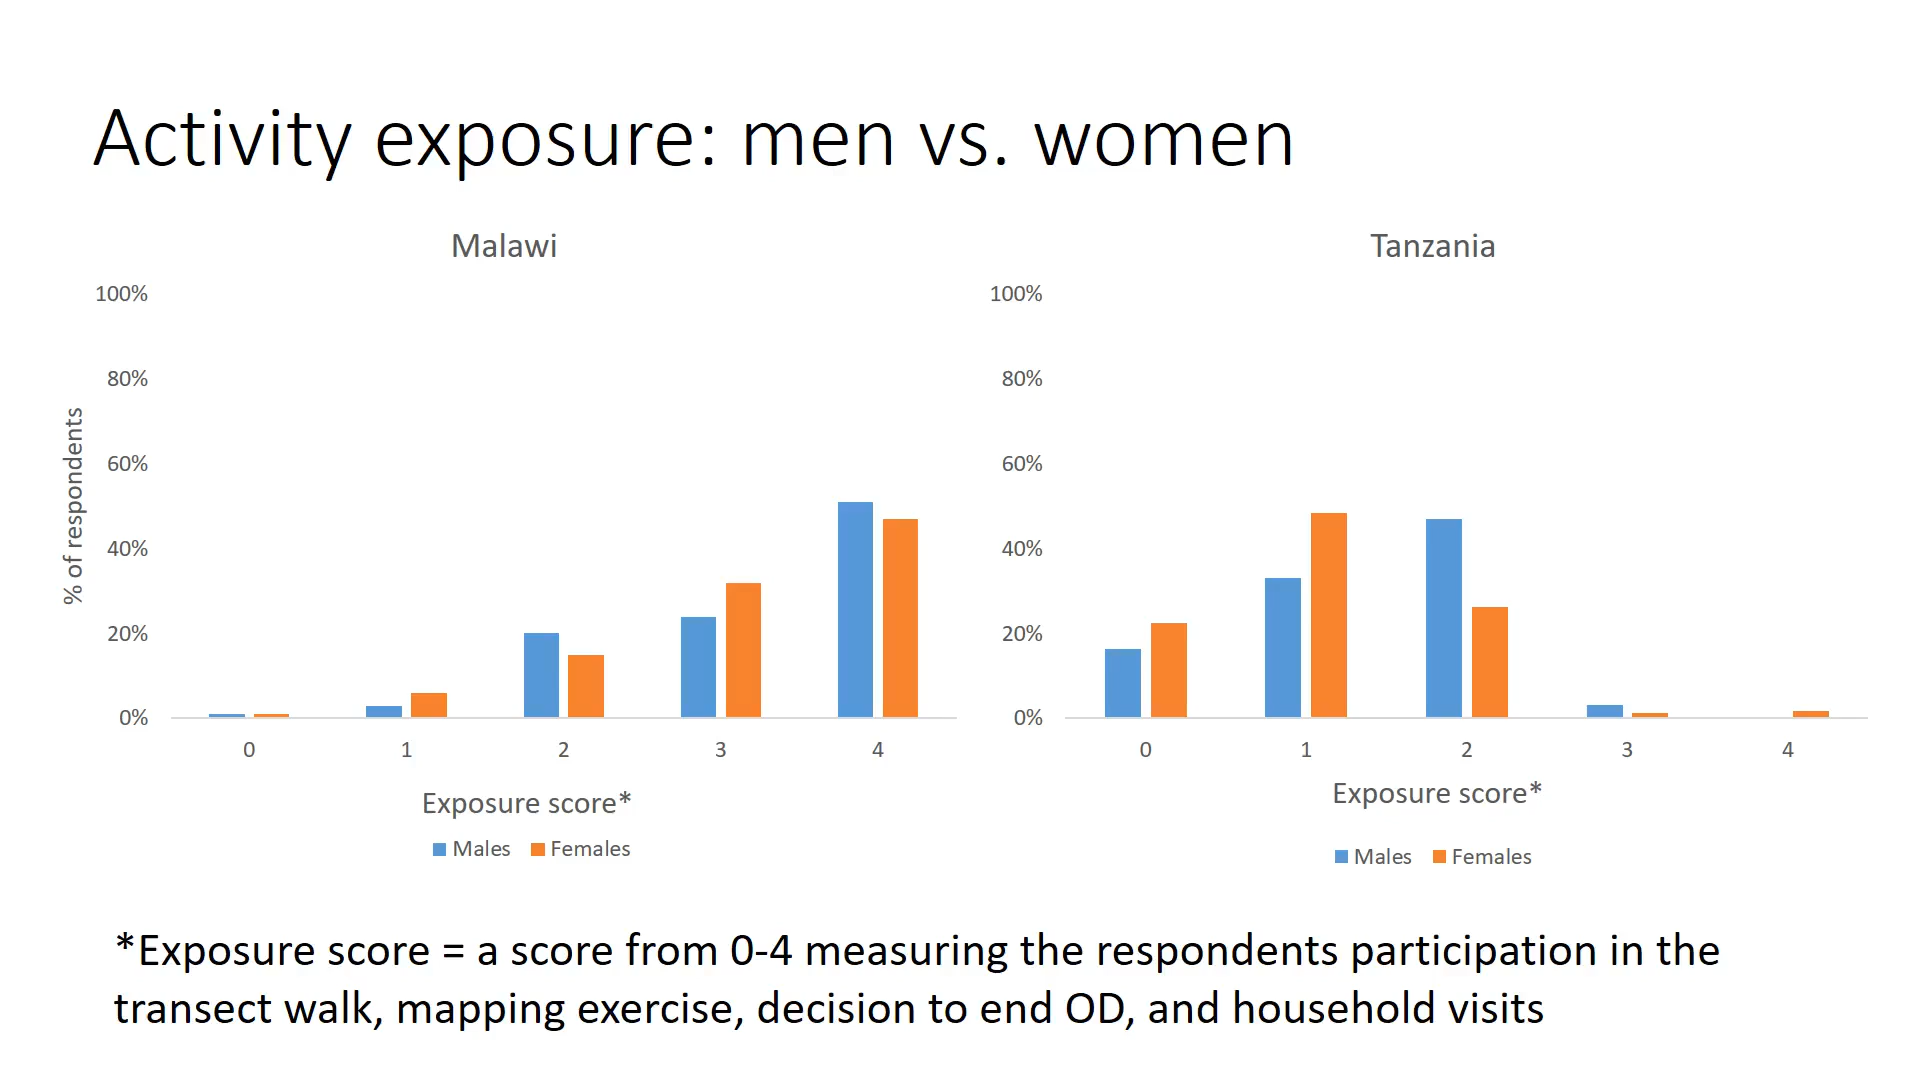 Activity exposure: men vs. women
Malawi
100%
80%
60%
40%
20%
0%
% of respondents
0 1 2 3 4
Exposure score*
Males Females
Tanzania
100%
80%
60%
40%
20%
0%
0 1 2 3 4
Exposure score*
Males Females
*Exposure score = a score from 0-4 measuring the respondents participation in the
transect walk, mapping exercise, decision to end OD, and household visits